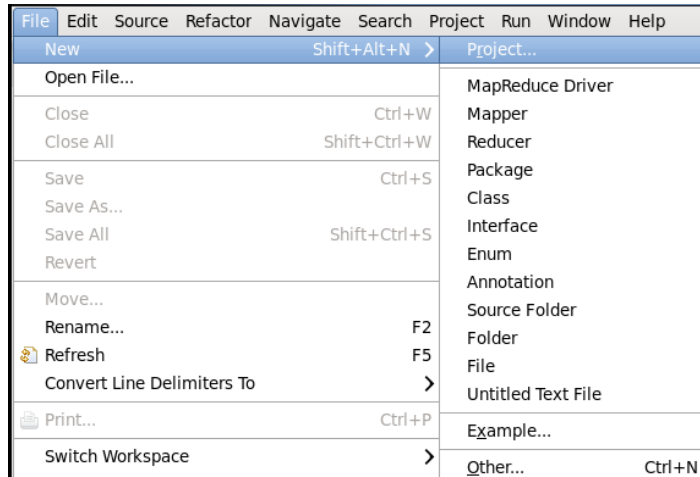 File Edit Source Refactor Navigate Search Project Run Window Help
New Shift+Alt+N
Open File...
Close Ctrl+W
Close All Shift+Ctrl+W
Save Ctrl+S
Save As...
Save All Shift+Ctrl+S
Revert
Move...
Rename... F2
Refresh F5
Convert Line Delimiters To
Print... Ctrl+P
Switch Workspace
Project...
MapReduce Driver
Mapper
Reducer
Package
Class
Interface
Enum
Annotation
Source Folder
Folder
File
Untitled Text File
Example...
Other... Ctrl+N